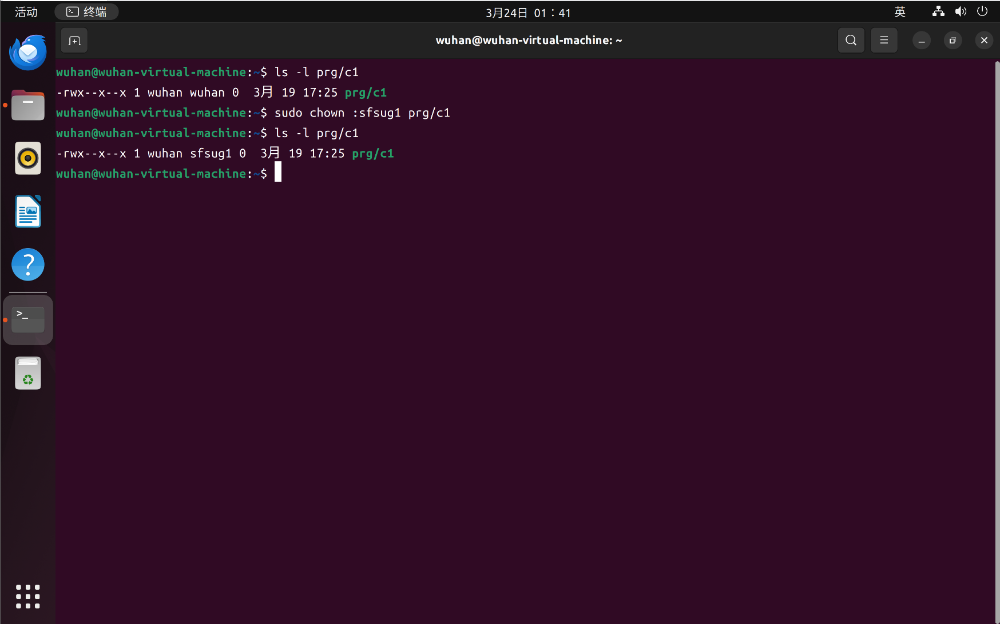 活动
终端
3月24日 01：41
英
wuhan@wuhan-virtual-machine: ~
wuhan@wuhan-virtual-machine:~$ ls -l prg/c1
-rwx--x--x 1 wuhan wuhan 0  3月 19 17:25 prg/c1
wuhan@wuhan-virtual-machine:~$ sudo chown :sfsug1 prg/c1
wuhan@wuhan-virtual-machine:~$ ls -l prg/c1
-rwx--x--x 1 wuhan sfsug1 0  3月 19 17:25 prg/c1
wuhan@wuhan-virtual-machine:~$